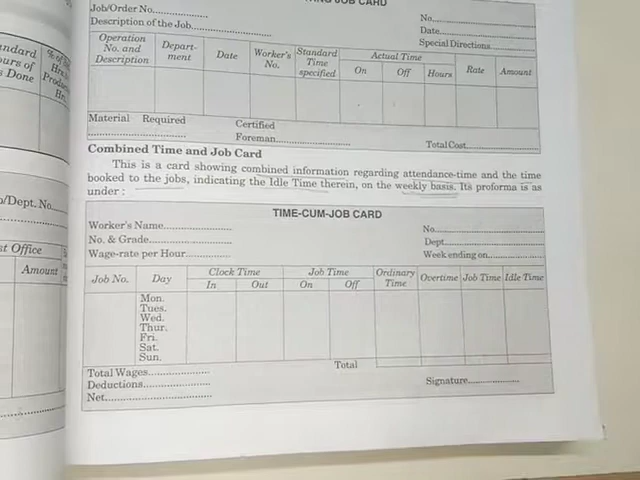 JOB CARD
Job/Order No.
No.
Description of the Job
Date
Special Directions
Operation No. and Description
Depart-ment
Date
Worker's No.
Standard Time specified
Actual Time
On
Off
Hours
Rate
Amount
Material Required
Certified
Foreman
Total Cost
Combined Time and Job Card
This is a card showing combined information regarding attendance-time and the time
booked to the jobs, indicating the Idle Time therein, on the weekly basis. Its proforma is as
under :
TIME-CUM-JOB CARD
Worker's Name
No.
No. & Grade
Dept.
Wage-rate per Hour
Week ending on
Job No.
Day
Clock Time
In
Out
Job Time
On
Off
Ordinary Time
Overtime
Job Time
Idle Time
Mon.
Tues.
Wed.
Thur.
Fri.
Sat.
Sun.
Total Wages
Total
Deductions
Signature
Net
Done
/Dept. No.
Office
Amount